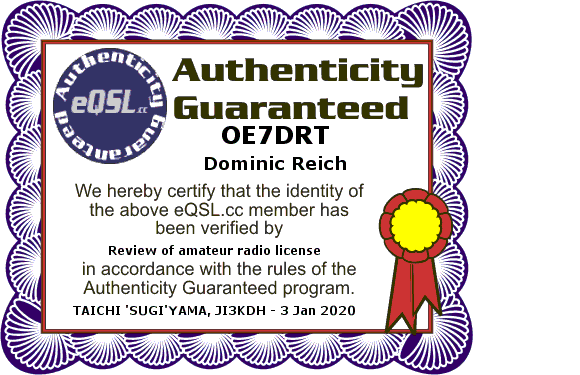 Authenticity Guaranteed
eQSL.cc
Authenticity
Guaranteed
OE7DRT
Dominic Reich
We hereby certify that the identity of
the above eQSL.cc member has
been verified by
Review of amateur radio license
in accordance with the rules of the
Authenticity Guaranteed program.
TAICHI 'SUGI'YAMA, JI3KDH - 3 Jan 2020